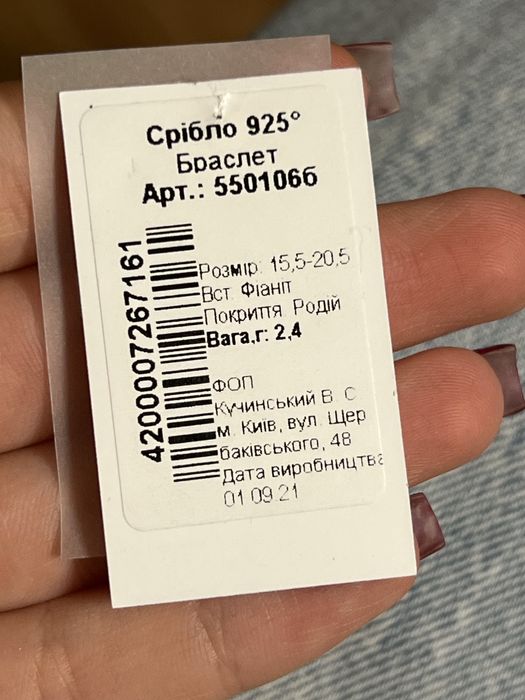 Срібло 925°
Браслет
Арт.: 5501066
4200007267161
Розмір: 15,5-20,5
Вст. Фіаніт
Покриття Родій
Вага,г: 2,4
ФОП
Кучинський В. С
м. Київ, вул. Щер
баківського, 48
Дата виробництва
01.09.21